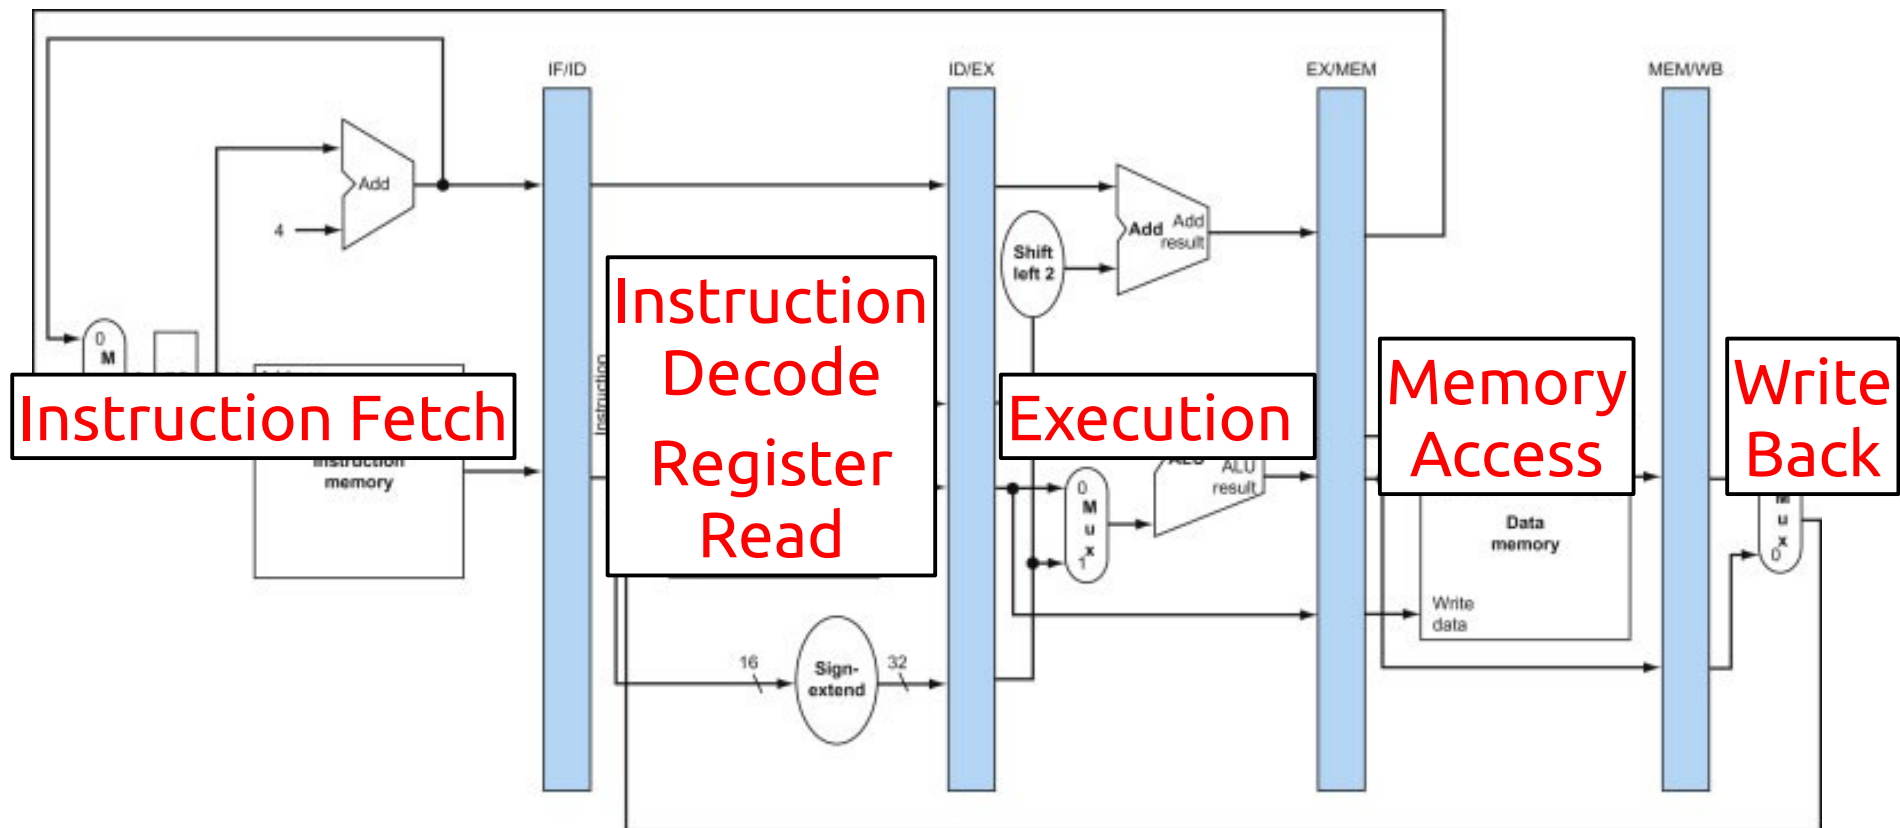 IF/ID
ID/EX
EX/MEM
MEM/WB
Add
4
Add
Add
result
Shift
left 2
0
M
Instruction Fetch
Instruction
memory
Instruction
Instruction
Decode
Register
Read
Execution
ALU
ALU
result
0
M
u
x
1
Memory
Access
Data
memory
Write
data
Write
Back
M
u
x
0
16
Sign-
extend
32